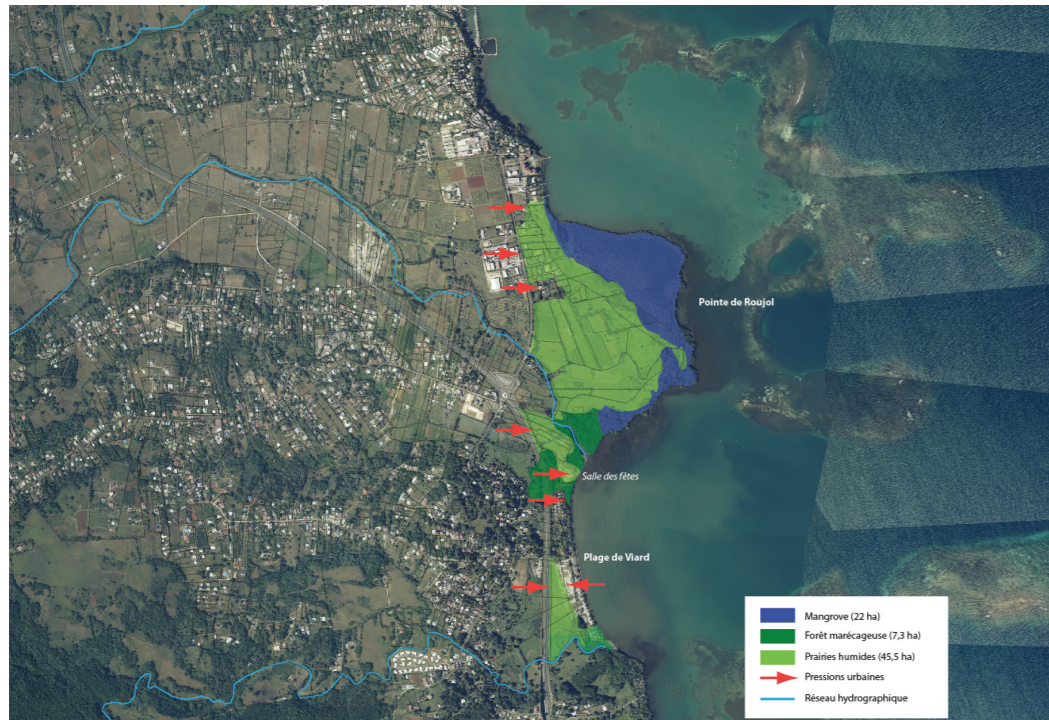 Pointe de Roujol
Salle des fêtes
Plage de Viard
Mangrove (22 ha)
Forêt marécageuse (7,3 ha)
Prairies humides (45,5 ha)
Pressions urbaines
Réseau hydrographique